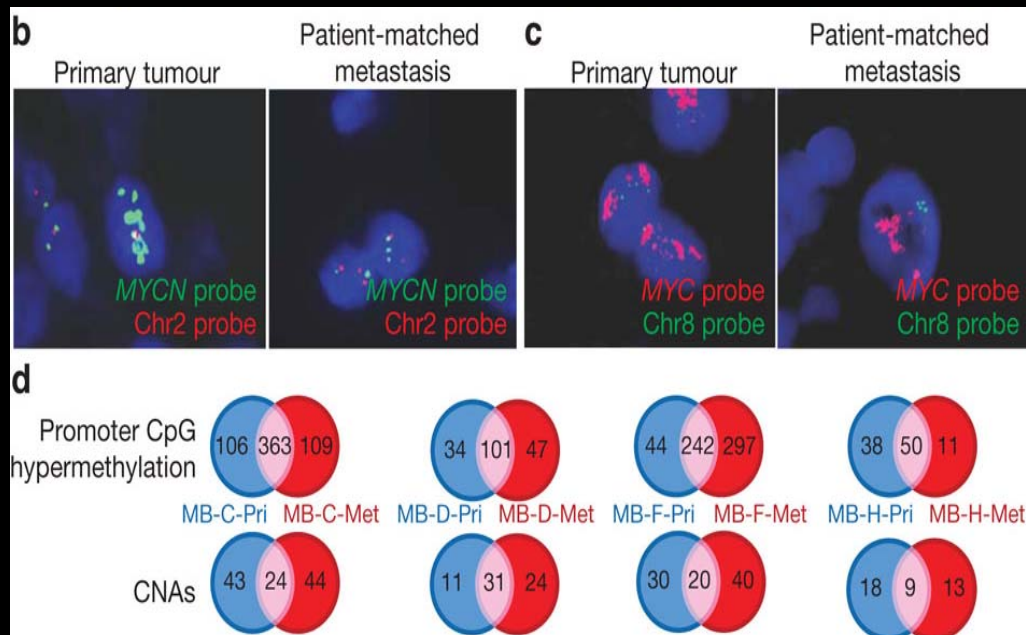 b
Primary tumour
Patient-matched
metastasis
MYCN probe
Chr2 probe
MYCN probe
Chr2 probe
c
Primary tumour
Patient-matched
metastasis
MYC probe
Chr8 probe
MYC probe
Chr8 probe
d
Promoter CpG
hypermethylation
106 363 109
34 101 47
44 242 297
38 50 11
MB-C-Pri MB-C-Met
MB-D-Pri MB-D-Met
MB-F-Pri MB-F-Met
MB-H-Pri MB-H-Met
CNAs
43 24 44
11 31 24
30 20 40
18 9 13